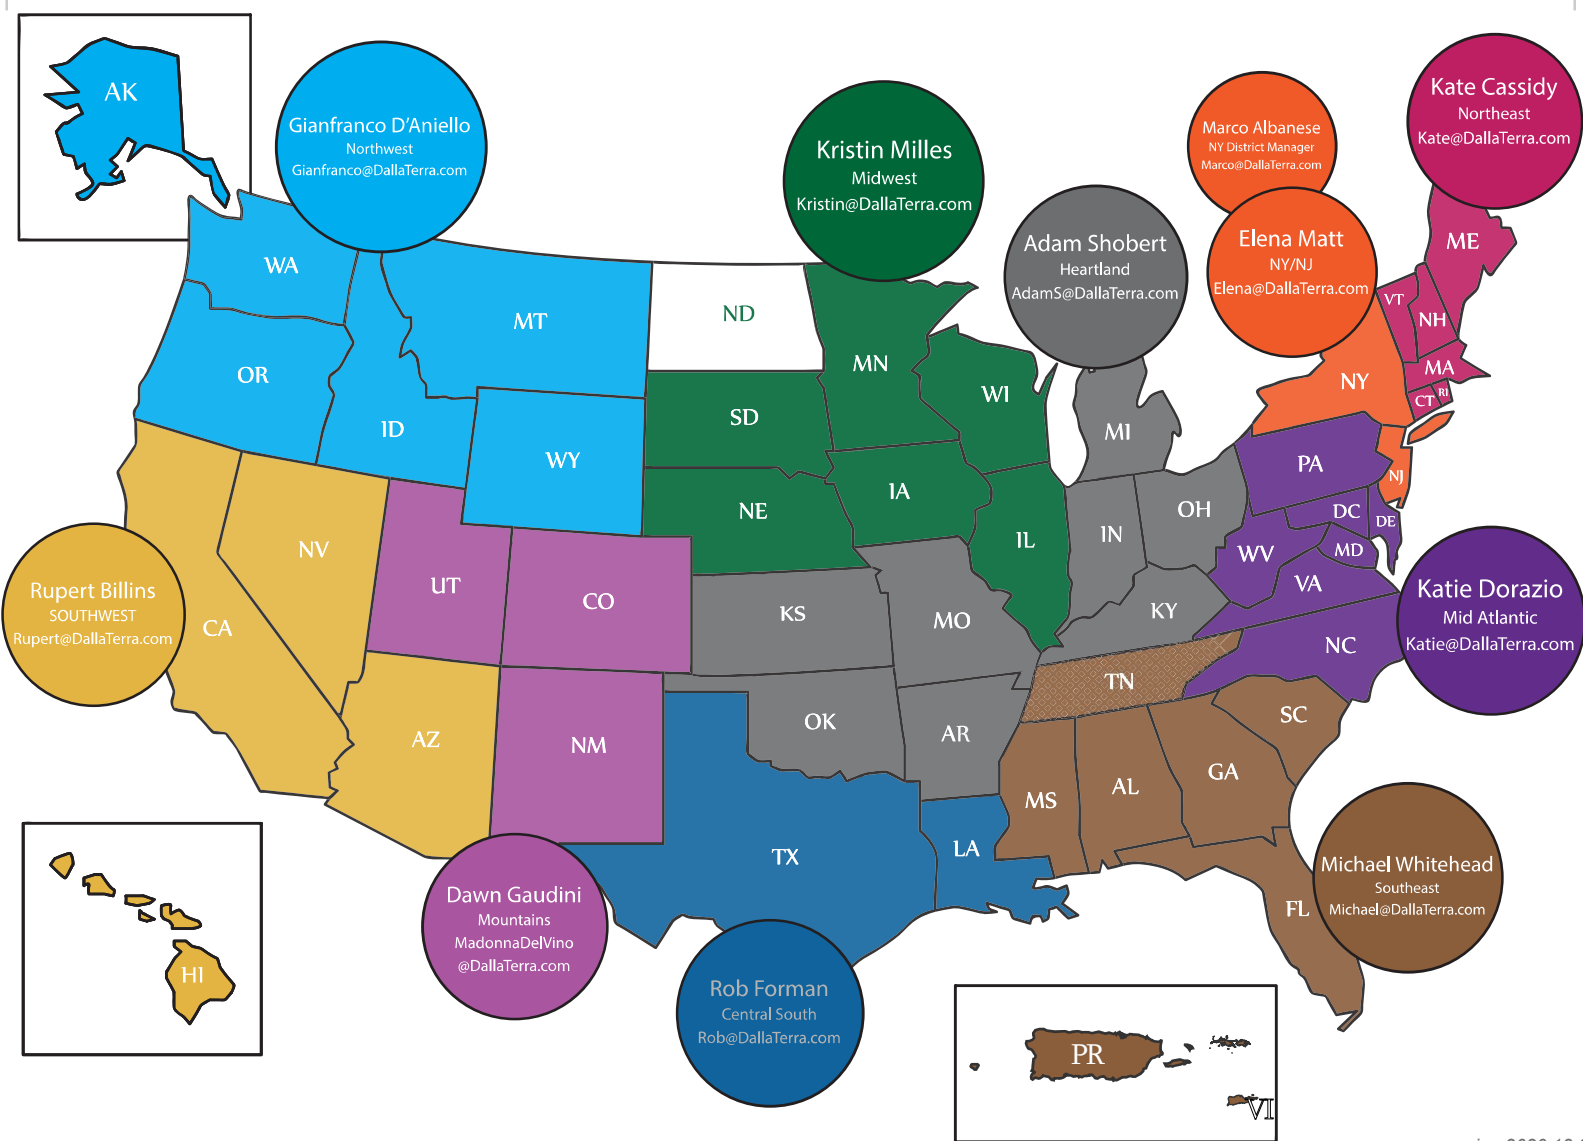 AK
Gianfranco D'Aniello
Northwest
Gianfranco@DallaTerra.com
Kristin Milles
Midwest
Kristin@DallaTerra.com
Adam Shobert
Heartland
AdamS@DallaTerra.com
Marco Albanese
NY District Manager
Marco@DallaTerra.com
Elena Matt
NY/NJ
Elena@DallaTerra.com
Kate Cassidy
Northeast
Kate@DallaTerra.com
WA
MT
ND
MN
ME
VT
NH
OR
ID
WY
SD
WI
MI
NY
MA
CT
RI
NE
IA
IL
IN
OH
PA
NJ
DC
DE
MD
WV
VA
NV
UT
CO
KS
MO
KY
NC
CA
Rupert Billins
SOUTHWEST
Rupert@DallaTerra.com
Katie Dorazio
Mid Atlantic
Katie@DallaTerra.com
AZ
NM
OK
AR
TN
SC
MS
AL
GA
TX
LA
FL
HI
Dawn Gaudini
Mountains
MadonnaDelVino
@DallaTerra.com
Rob Forman
Central South
Rob@DallaTerra.com
Michael Whitehead
Southeast
Michael@DallaTerra.com
PR
VI